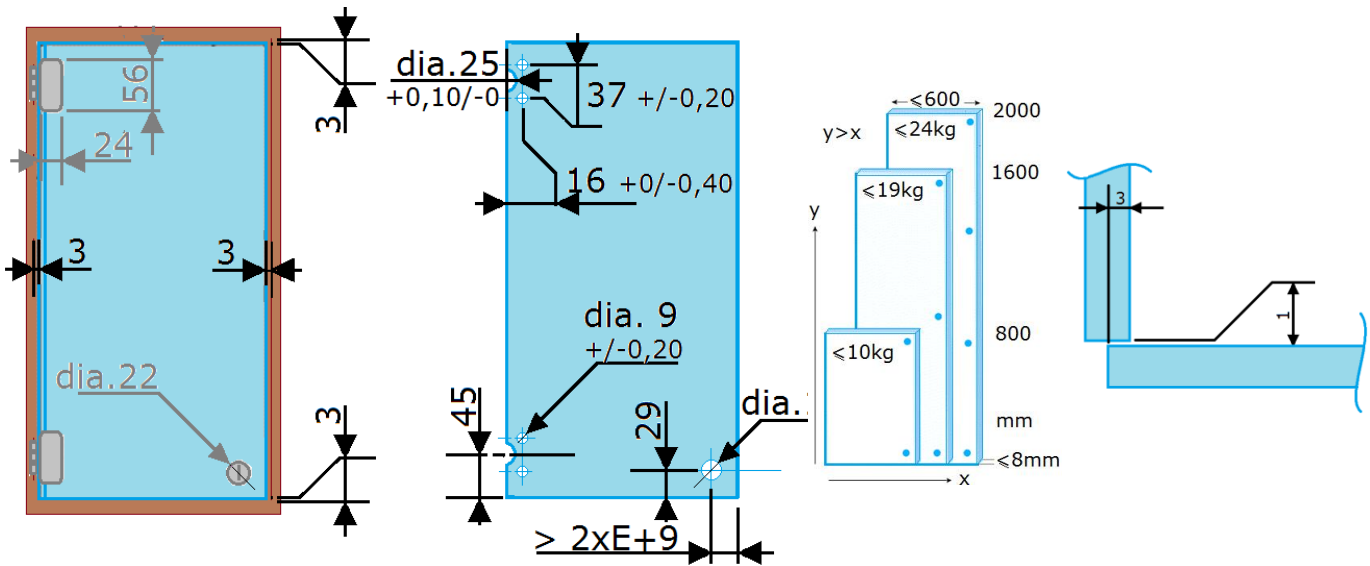 3
56
24
3
3
dia.22
3
dia.25
+0,10/-0
37 +/-0,20
16 +0/-0,40
dia. 9
+/-0,20
45
29
dia.
> 2xE+9
⩽600
2000
y>x
⩽24kg
1600
⩽19kg
y
800
⩽10kg
mm
⩽8mm
x
3
1